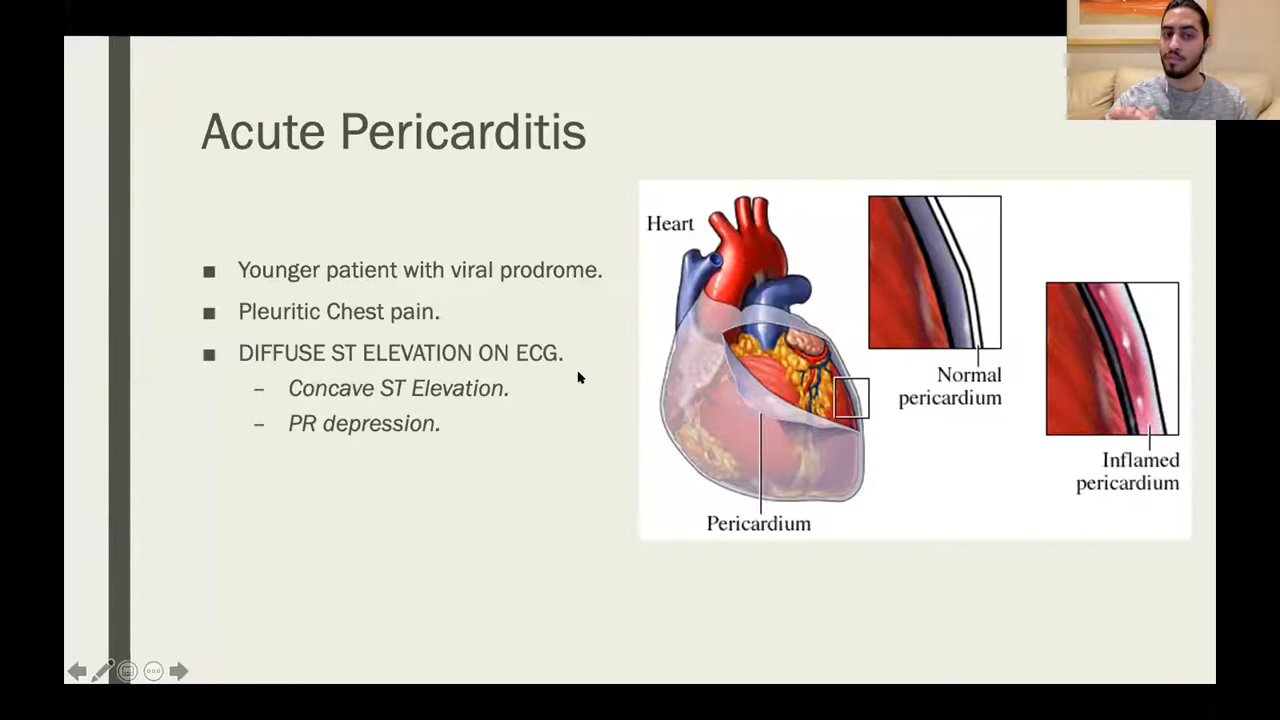 Acute Pericarditis
Younger patient with viral prodrome.
Pleuritic Chest pain.
DIFFUSE ST ELEVATION ON ECG.
– Concave ST Elevation.
– PR depression.
Heart
Normal
pericardium
Inflamed
pericardium
Pericardium